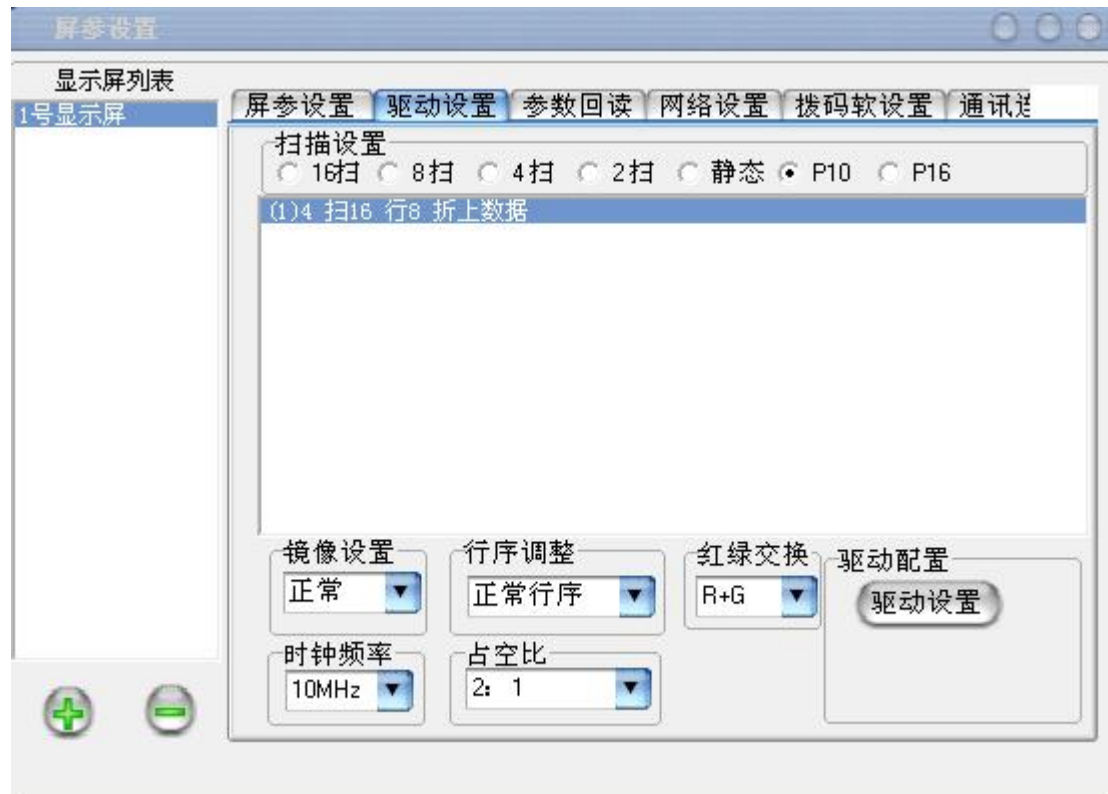 屏参设置
显示屏列表
1号显示屏
屏参设置 驱动设置 参数回读 网络设置 拨码软设置 通讯
扫描设置
16扫 8扫 4扫 2扫 静态 P10 P16
(1)4 扫16 行8 折上数据
镜像设置 行序调整 红绿交换 驱动配置
正常 正常行序 R+G 驱动设置
时钟频率 占空比
10MHz 2: 1